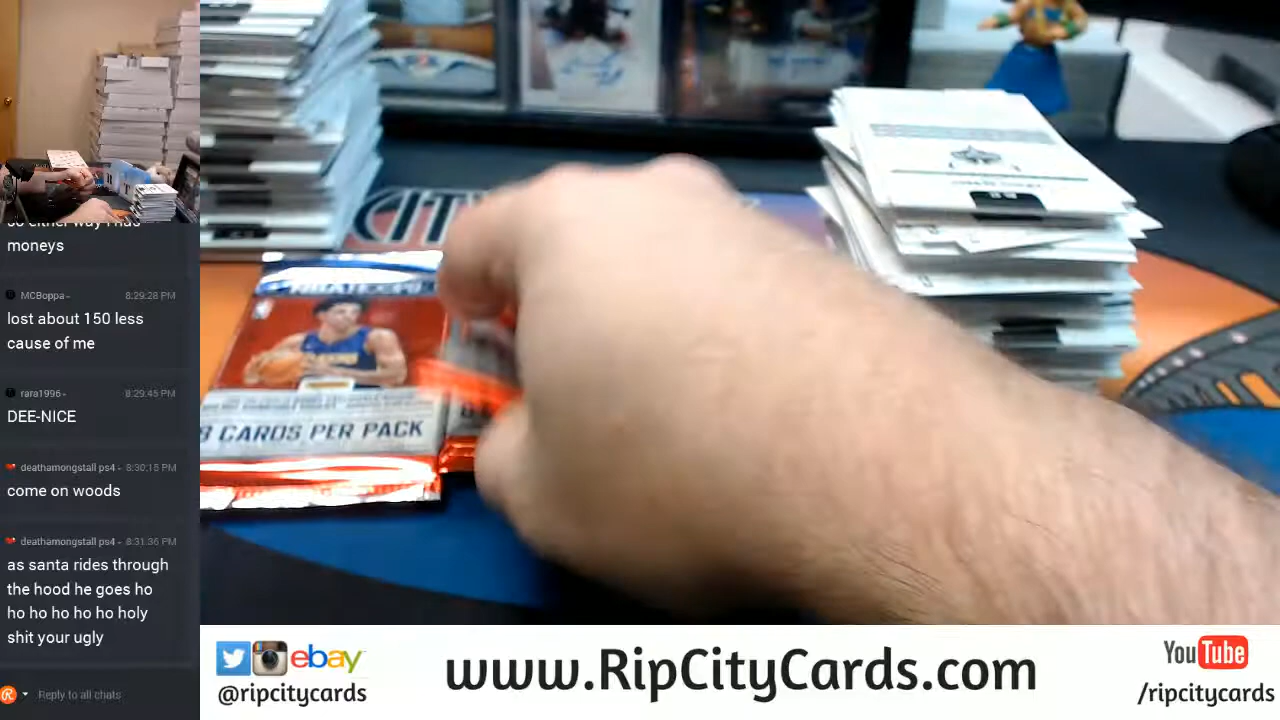 moneys
MCBoppa- 8:29:28 PM
lost about 150 less
cause of me
rara1996- 8:29:45 PM
DEE-NICE
deathamongstall ps4 - 8:30:15 PM
come on woods
deathamongstall ps4 - 8:31:36 PM
as santa rides through
the hood he goes ho
ho ho ho ho ho holy
shit your ugly
Reply to all chats
CITY
8 CARDS PER PACK
ebay
@ripcitycards
www.RipCityCards.com
YouTube
/ripcitycards